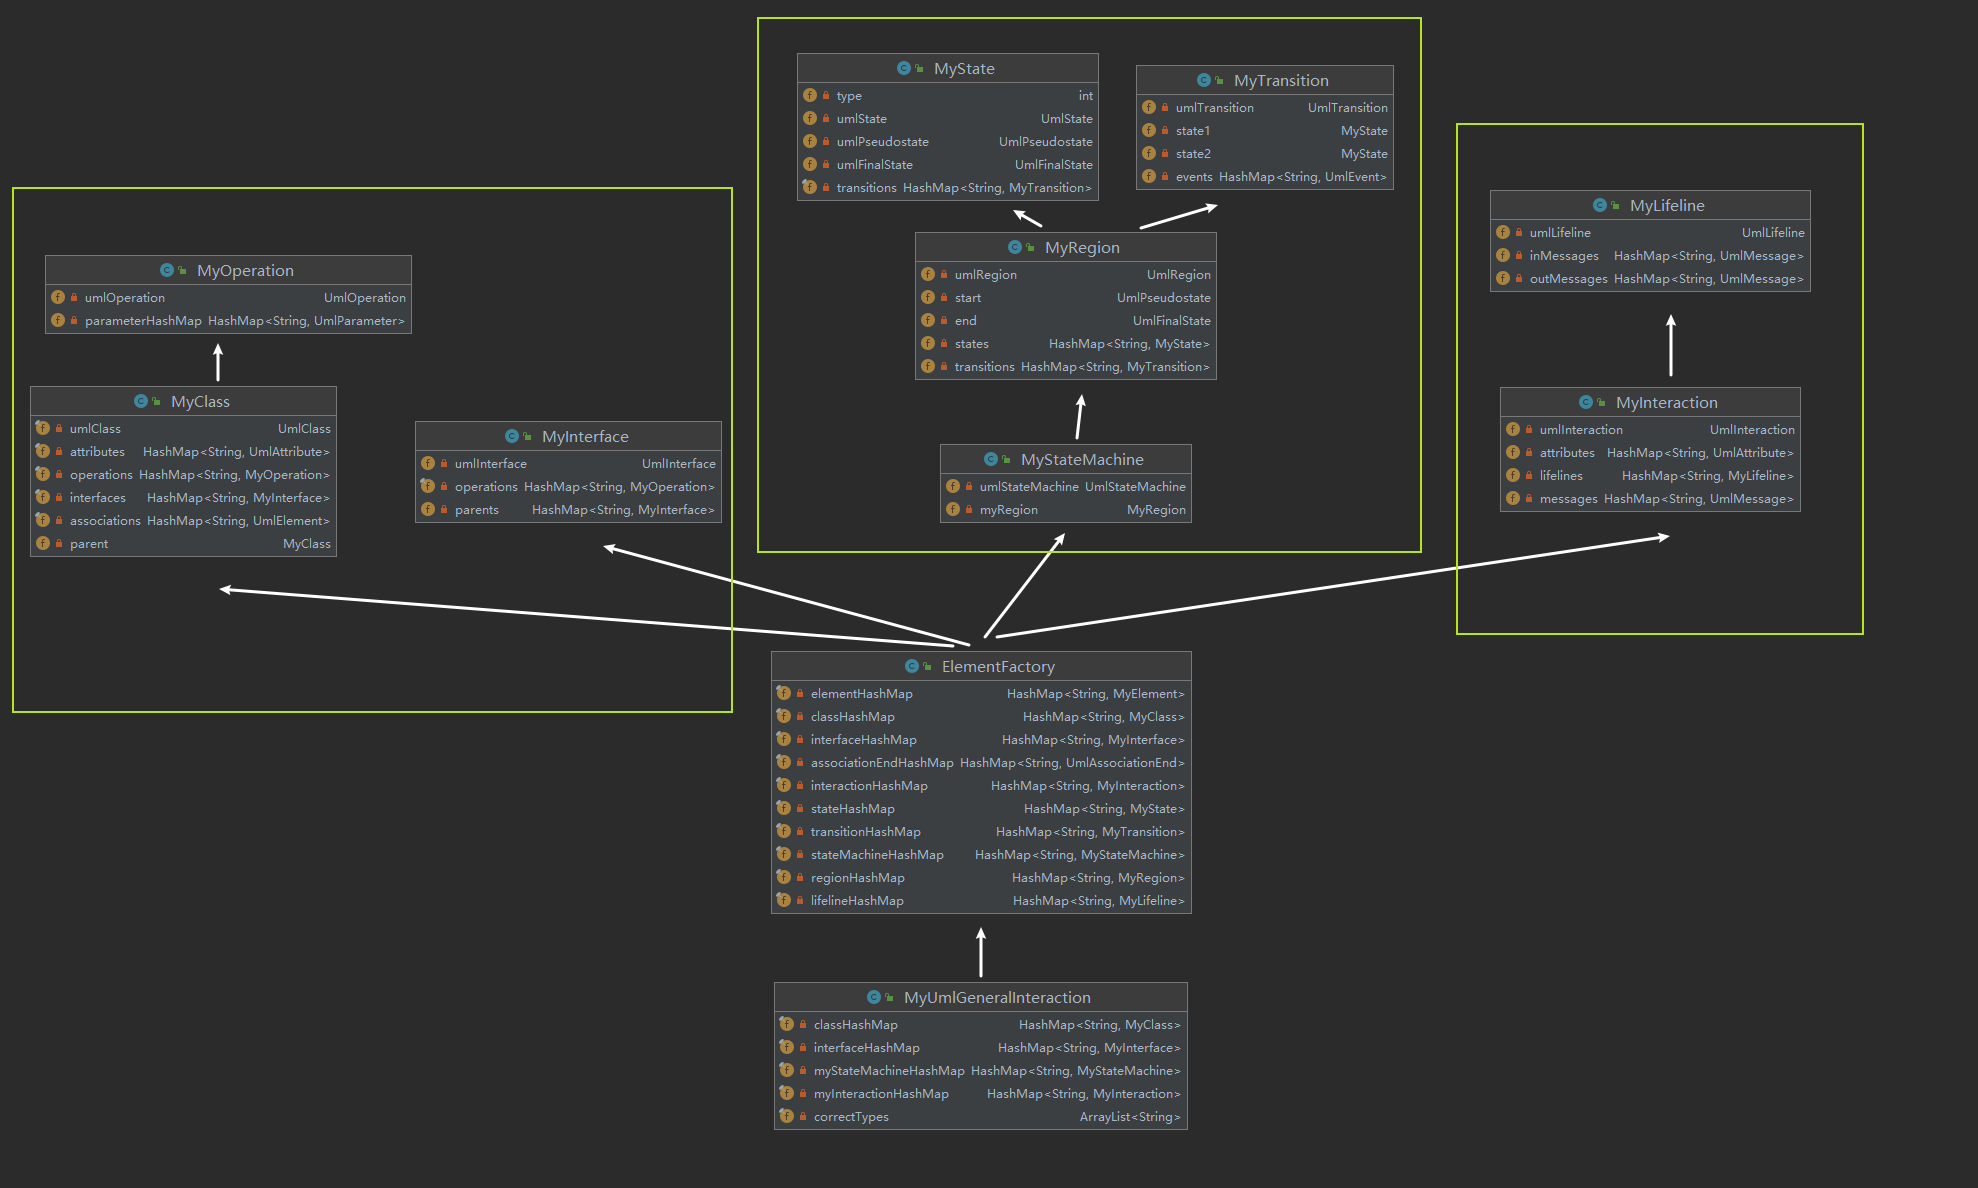 MyState
type int
umlState UmlState
umlPseudostate UmlPseudostate
umlFinalState UmlFinalState
transitions HashMap<String, MyTransition>
MyTransition
umlTransition UmlTransition
state1 MyState
state2 MyState
events HashMap<String, UmlEvent>
MyRegion
umlRegion UmlRegion
start UmlPseudostate
end UmlFinalState
states HashMap<String, MyState>
transitions HashMap<String, MyTransition>
MyStateMachine
umlStateMachine UmlStateMachine
myRegion MyRegion
MyOperation
umlOperation UmlOperation
parameterHashMap HashMap<String, UmlParameter>
MyClass
umlClass UmlClass
attributes HashMap<String, UmlAttribute>
operations HashMap<String, MyOperation>
interfaces HashMap<String, MyInterface>
associations HashMap<String, UmlElement>
parent MyClass
MyInterface
umlInterface UmlInterface
operations HashMap<String, MyOperation>
parents HashMap<String, MyInterface>
MyLifeline
umlLifeline UmlLifeline
inMessages HashMap<String, UmlMessage>
outMessages HashMap<String, UmlMessage>
MyInteraction
umlInteraction UmlInteraction
attributes HashMap<String, UmlAttribute>
lifelines HashMap<String, MyLifeline>
messages HashMap<String, UmlMessage>
ElementFactory
elementHashMap HashMap<String, MyElement>
classHashMap HashMap<String, MyClass>
interfaceHashMap HashMap<String, MyInterface>
associationEndHashMap HashMap<String, UmlAssociationEnd>
interactionHashMap HashMap<String, MyInteraction>
stateHashMap HashMap<String, MyState>
transitionHashMap HashMap<String, MyTransition>
stateMachineHashMap HashMap<String, MyStateMachine>
regionHashMap HashMap<String, MyRegion>
lifelineHashMap HashMap<String, MyLifeline>
MyUmlGeneralInteraction
classHashMap HashMap<String, MyClass>
interfaceHashMap HashMap<String, MyInterface>
myStateMachineHashMap HashMap<String, MyStateMachine>
myInteractionHashMap HashMap<String, MyInteraction>
correctTypes ArrayList<String>